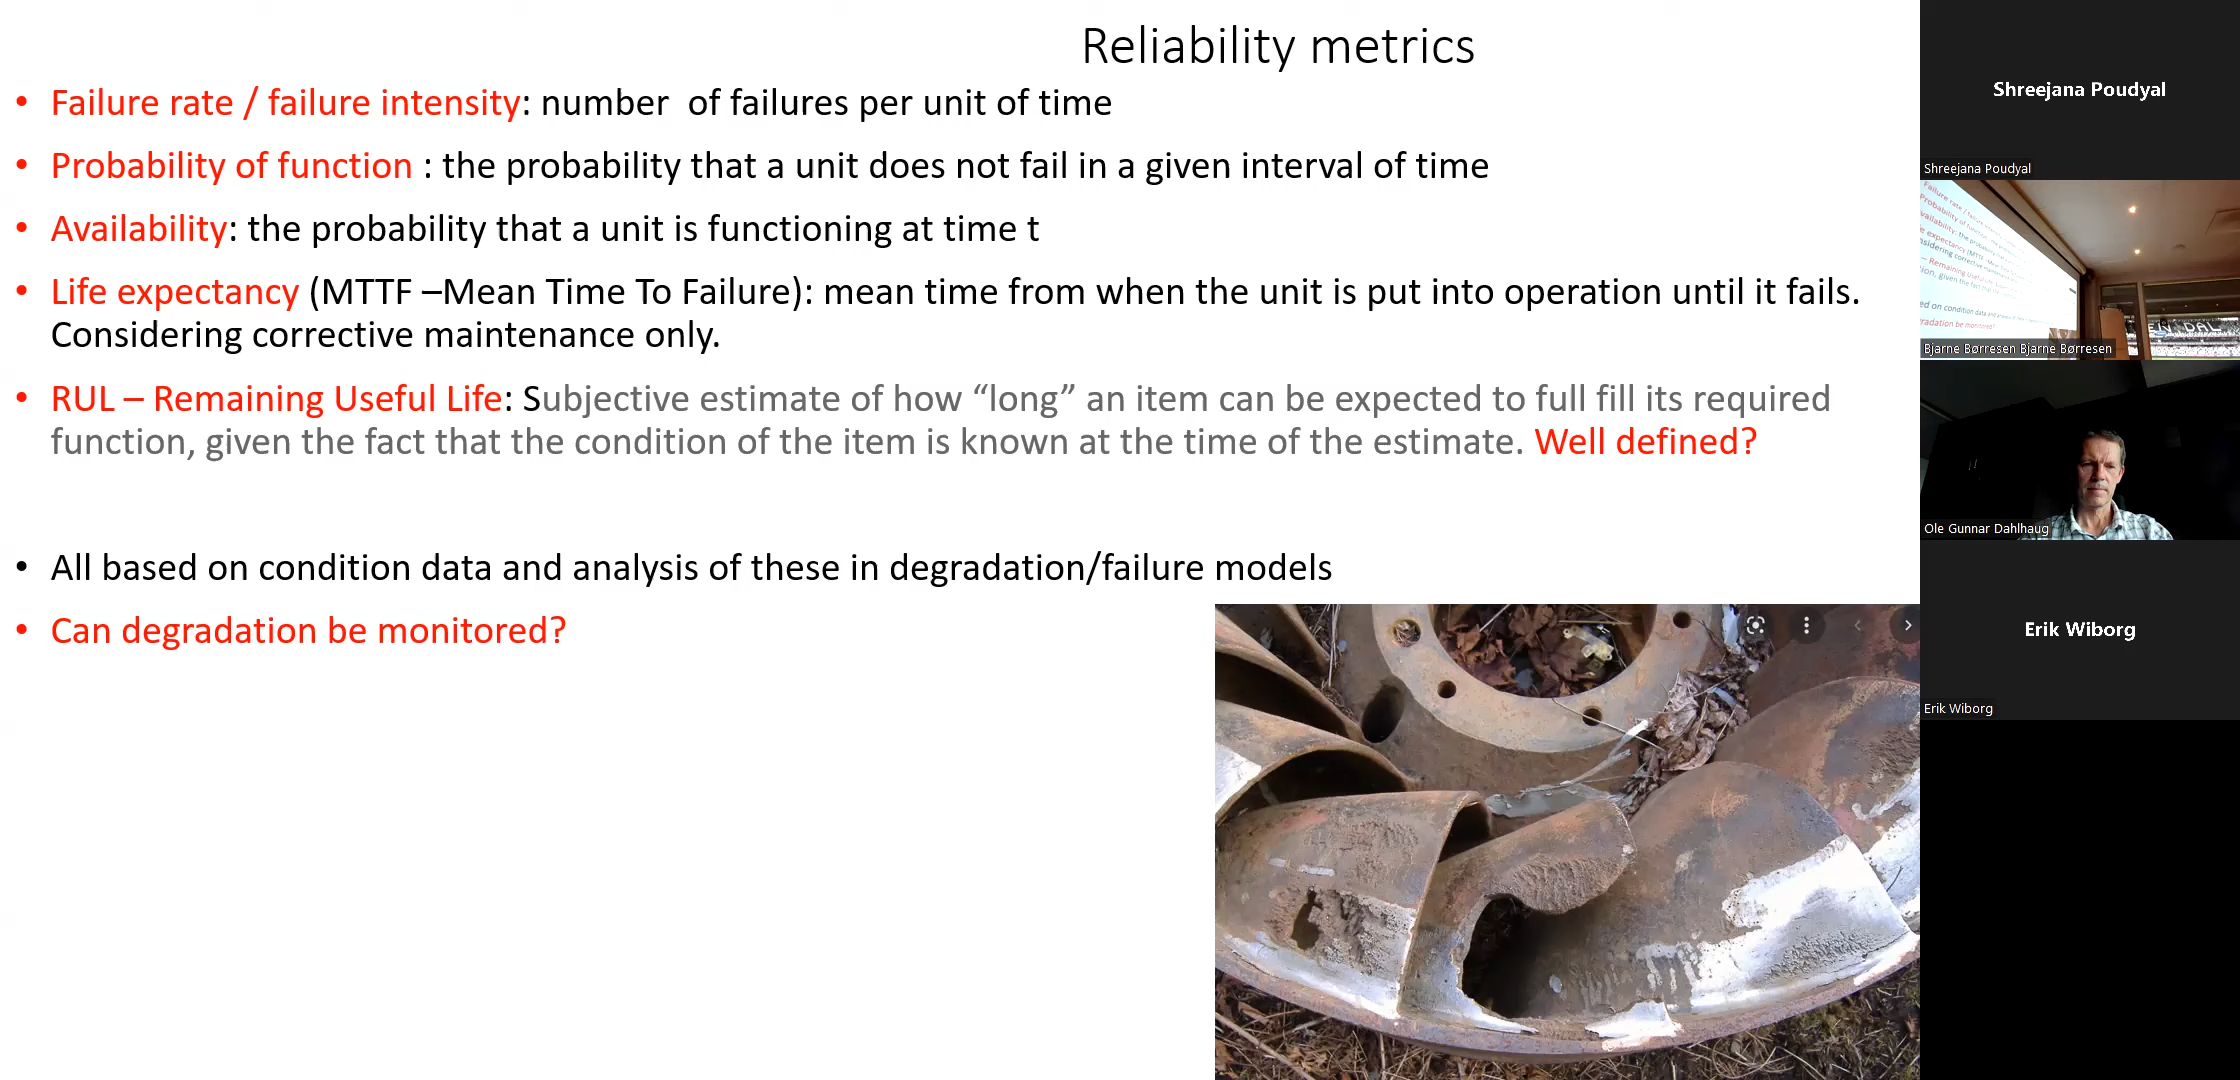 Reliability metrics
• Failure rate / failure intensity: number  of failures per unit of time
• Probability of function : the probability that a unit does not fail in a given interval of time
• Availability: the probability that a unit is functioning at time t
• Life expectancy (MTTF –Mean Time To Failure): mean time from when the unit is put into operation until it fails.
Considering corrective maintenance only.
• RUL – Remaining Useful Life: Subjective estimate of how “long” an item can be expected to full fill its required
function, given the fact that the condition of the item is known at the time of the estimate. Well defined?
• All based on condition data and analysis of these in degradation/failure models
• Can degradation be monitored?
Shreejana Poudyal
Shreejana Poudyal
Bjarne Børresen Bjarne Børresen
Ole Gunnar Dahlhaug
Erik Wiborg
Erik Wiborg